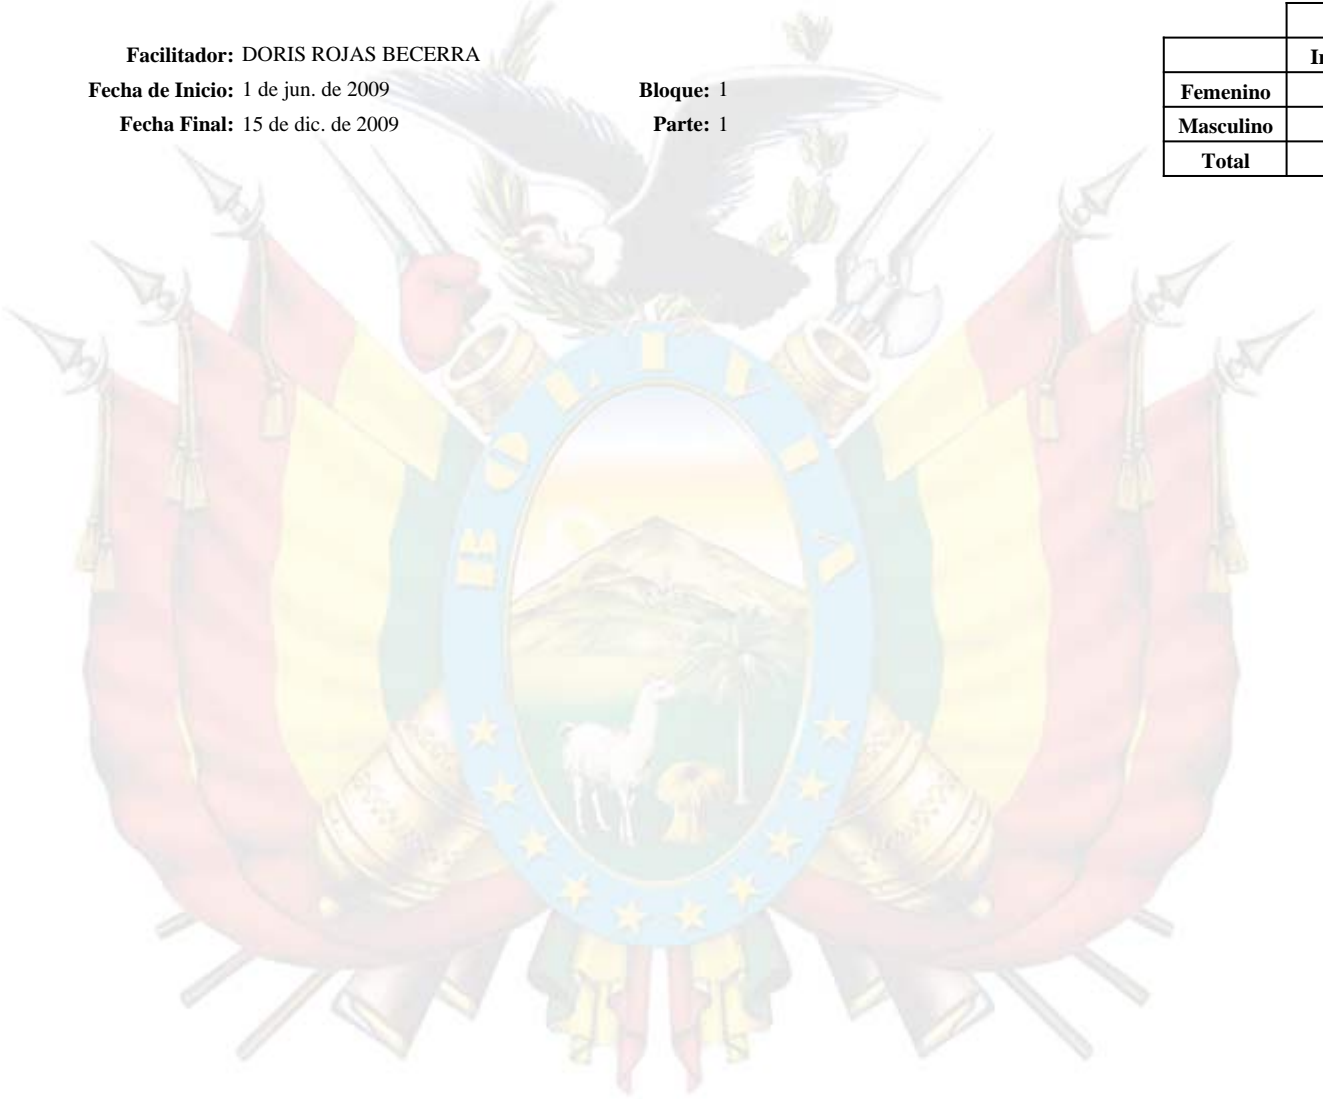 Facilitador: DORIS ROJAS BECERRA
Fecha de Inicio: 1 de jun. de 2009 Bloque: 1
Fecha Final: 15 de dic. de 2009 Parte: 1
Femenino
Masculino
Total
BOLIVIA